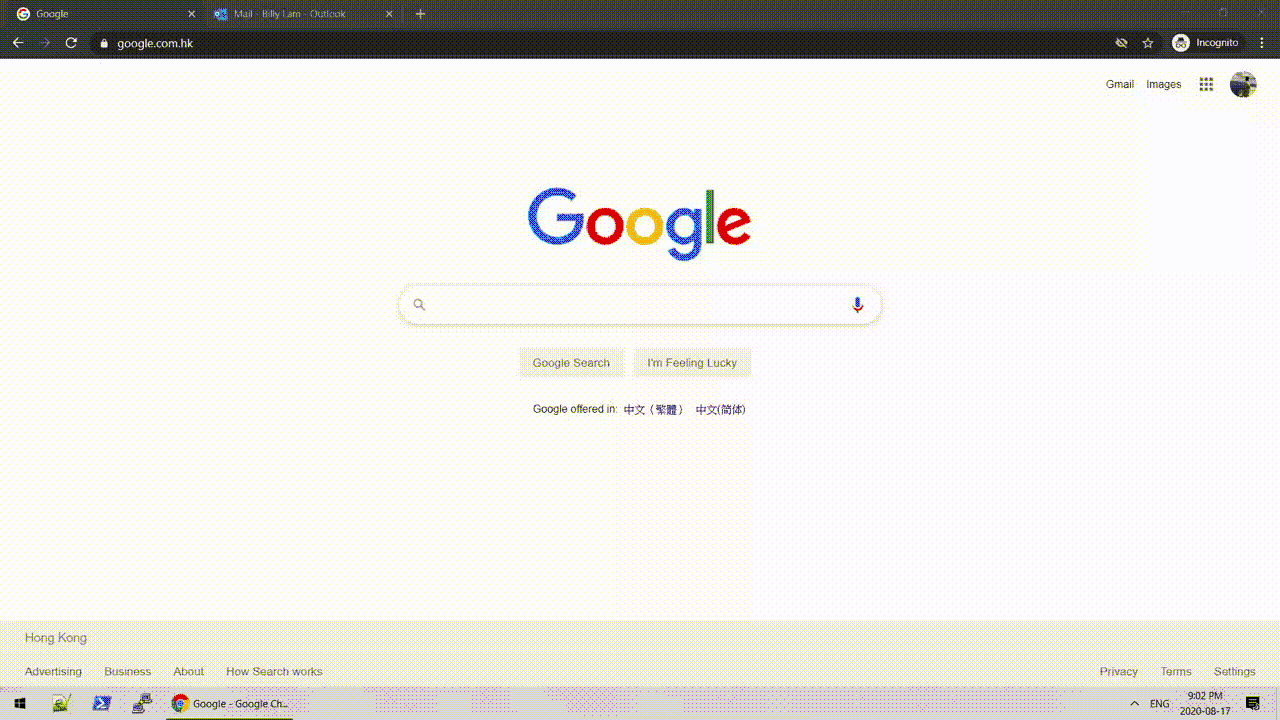 Google
Mail - Billy Lam - Outlook
google.com.hk
Incognito
Gmail Images
Google
Google Search I'm Feeling Lucky
Google offered in: 中文（繁體） 中文(简体)
Hong Kong
Advertising Business About How Search works Privacy Terms Settings
Google - Google Ch...
ENG
9:02 PM
2020-08-17